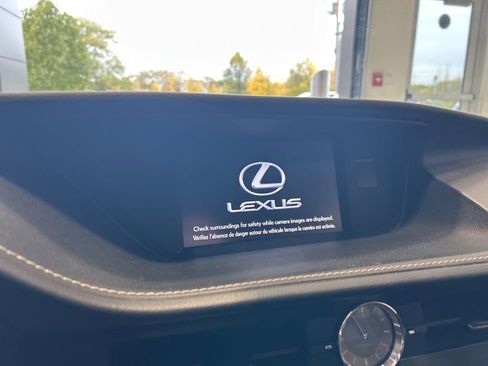 LEXUS
Check surroundings for safety while camera images are displayed.
Vérifiez l'absence de danger autour du véhicule lorsque la caméra est activée.